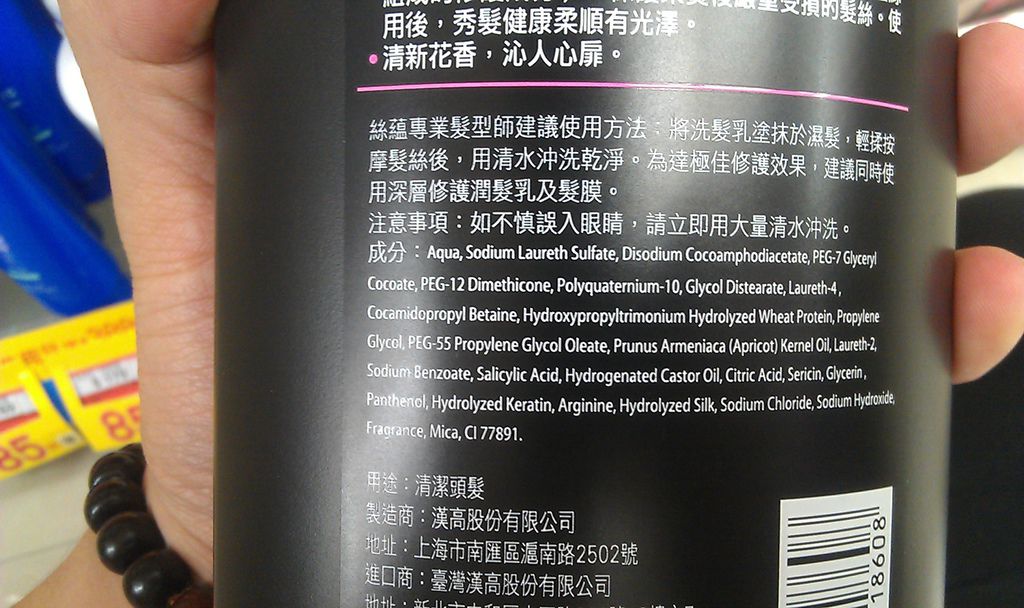 受損的髮絲。使
用後，秀髮健康柔順有光澤。
•清新花香，沁人心扉。
絲蘊專業髮型師建議使用方法：將洗髮乳塗抹於濕髮，輕揉按
摩髮絲後，用清水沖洗乾淨。為達極佳修護效果，建議同時使
用深層修護潤髮乳及髮膜。
注意事項：如不慎誤入眼睛，請立即用大量清水沖洗。
成分：Aqua, Sodium Laureth Sulfate, Disodium Cocoamphodiacetate, PEG-7 Glyceryl
Cocoate, PEG-12 Dimethicone, Polyquaternium-10, Glycol Distearate, Laureth-4,
Cocamidopropyl Betaine, Hydroxypropyltrimonium Hydrolyzed Wheat Protein, Propylene
Glycol, PEG-55 Propylene Glycol Oleate, Prunus Armeniaca (Apricot) Kernel Oil, Laureth-2,
Sodium Benzoate, Salicylic Acid, Hydrogenated Castor Oil, Citric Acid, Sericin, Glycerin,
Panthenol, Hydrolyzed Keratin, Arginine, Hydrolyzed Silk, Sodium Chloride, Sodium Hydroxide,
Fragrance, Mica, CI 77891.
用途：清潔頭髮
製造商：漢高股份有限公司
地址：上海市南匯區滬南路2502號
進口商：臺灣漢高股份有限公司
18608
85
85